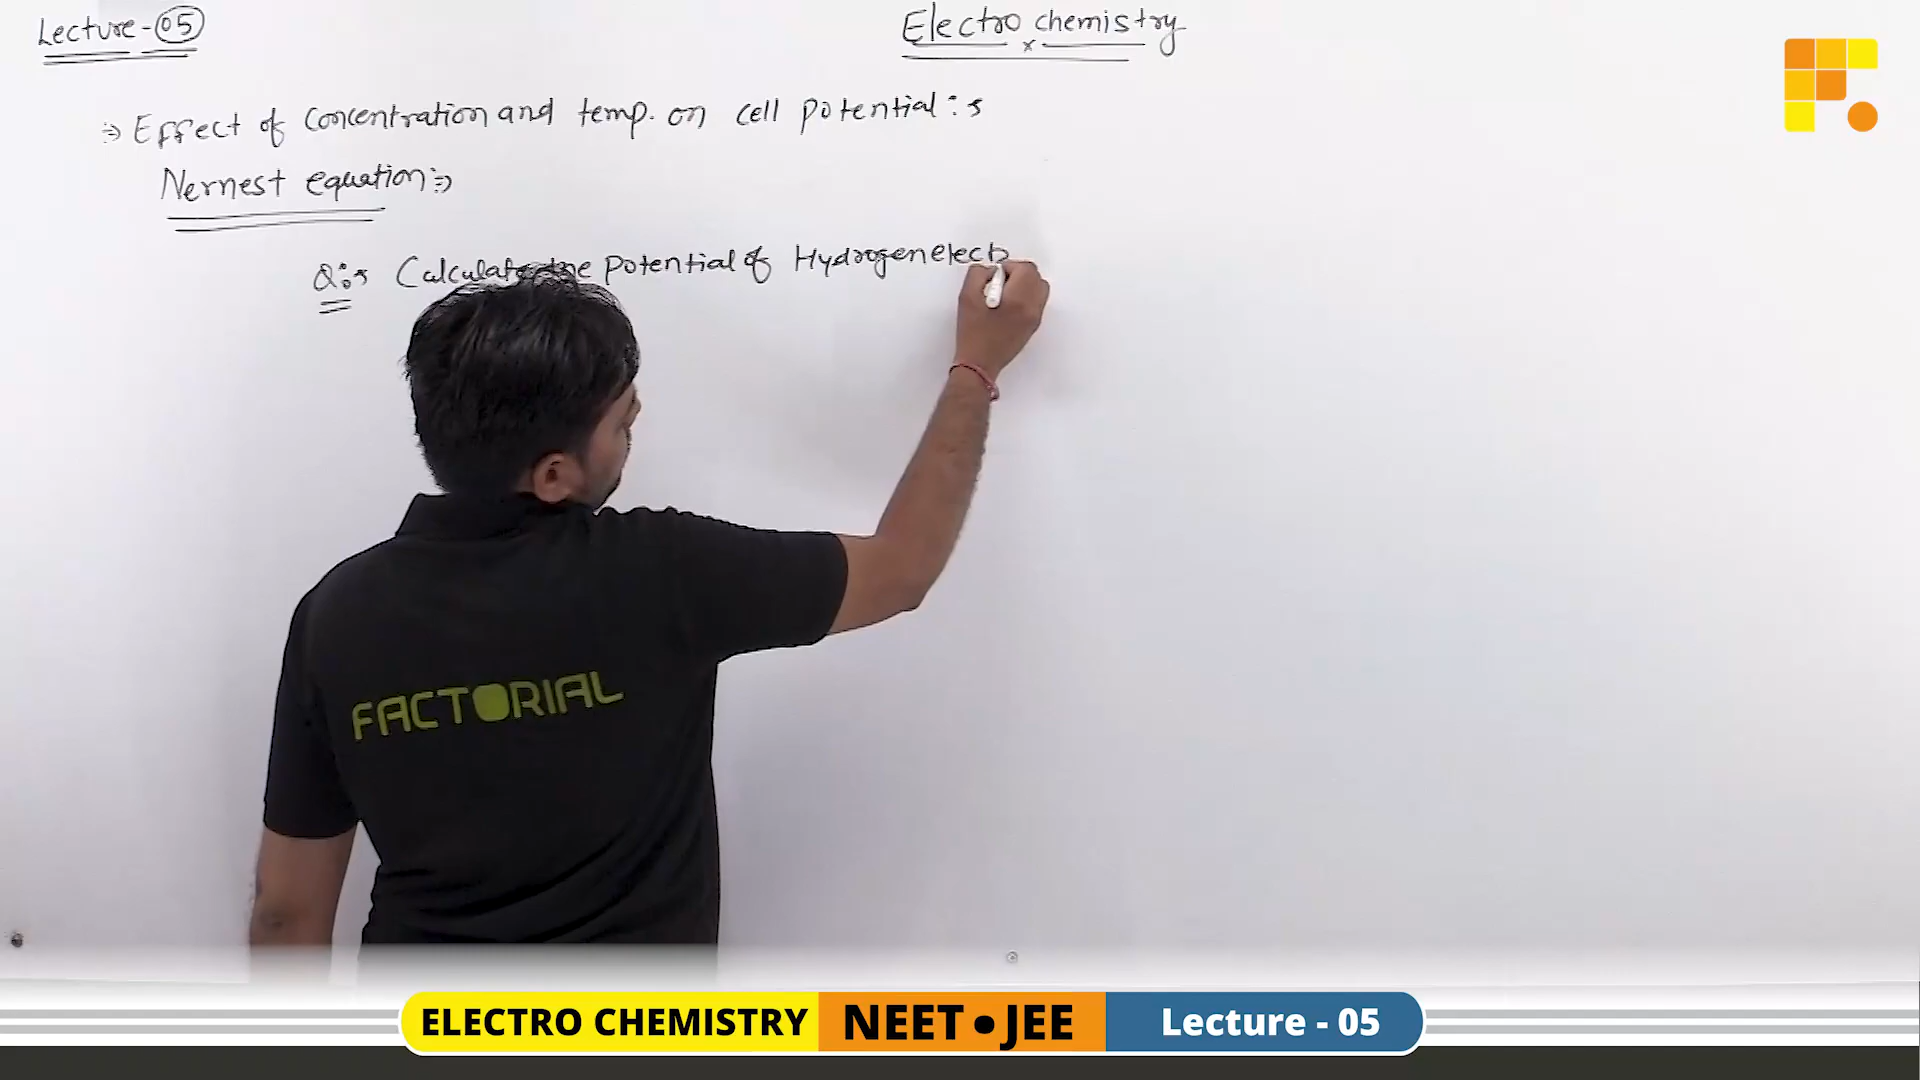 Lecture - 05
Electro chemistry
⇒ Effect of concentration and temp. on cell potential :-
Nernest equation :-
Q:- Calculate the potential of Hydrogen electr
FACTORIAL
ELECTRO CHEMISTRY NEET • JEE Lecture - 05